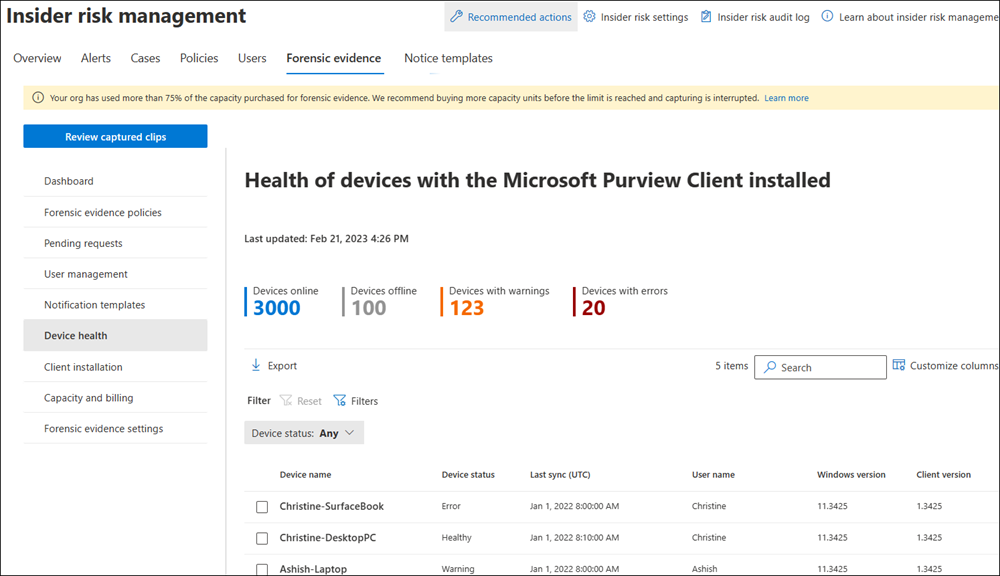 Insider risk management
Recommended actions
Insider risk settings
Insider risk audit log
Learn about insider risk manageme
Overview
Alerts
Cases
Policies
Users
Forensic evidence
Notice templates
Your org has used more than 75% of the capacity purchased for forensic evidence. We recommend buying more capacity units before the limit is reached and capturing is interrupted. Learn more
Review captured clips
Dashboard
Forensic evidence policies
Pending requests
User management
Notification templates
Device health
Client installation
Capacity and billing
Forensic evidence settings
Health of devices with the Microsoft Purview Client installed
Last updated: Feb 21, 2023 4:26 PM
Devices online
3000
Devices offline
100
Devices with warnings
123
Devices with errors
20
Export
5 items
Search
Customize columns
Filter
Reset
Filters
Device status: Any
Device name Device status Last sync (UTC) User name Windows version Client version
Christine-SurfaceBook Error Jan 1, 2022 8:00:00 AM Christine 11.3425 1.3425
Christine-DesktopPC Healthy Jan 1, 2022 8:10:00 AM Christine 11.3425 1.3425
Ashish-Laptop Warning Jan 1, 2022 8:00:00 AM Ashish 11.3425 1.3425